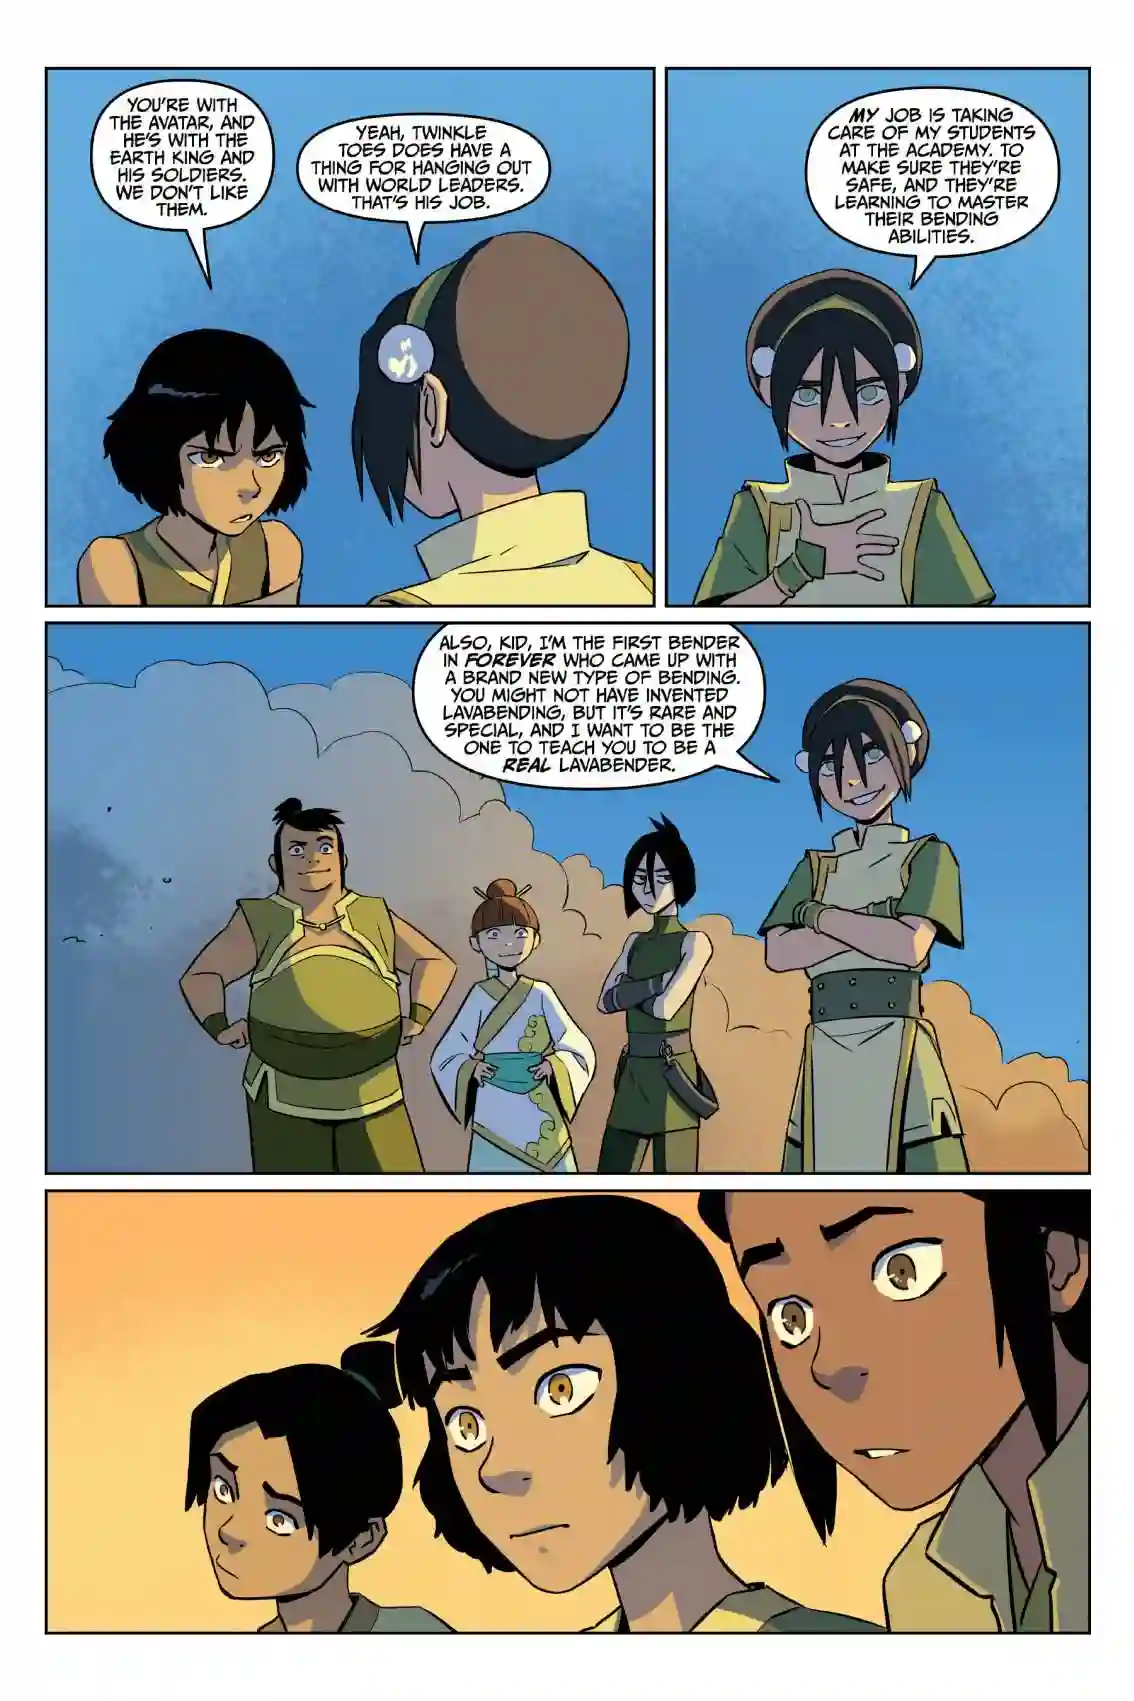 YOU'RE WITH
THE AVATAR, AND
HE'S WITH THE
EARTH KING AND
HIS SOLDIERS.
WE DON'T LIKE
THEM.
YEAH, TWINKLE
TOES DOES HAVE A
THING FOR HANGING OUT
WITH WORLD LEADERS.
THAT'S HIS JOB.
MY JOB IS TAKING
CARE OF MY STUDENTS
AT THE ACADEMY. TO
MAKE SURE THEY'RE
SAFE, AND THEY'RE
LEARNING TO MASTER
THEIR BENDING
ABILITIES.
ALSO, KID, I'M THE FIRST BENDER
IN FOREVER WHO CAME UP WITH
A BRAND NEW TYPE OF BENDING.
YOU MIGHT NOT HAVE INVENTED
LAVABENDING, BUT IT'S RARE AND
SPECIAL, AND I WANT TO BE THE
ONE TO TEACH YOU TO BE A
REAL LAVABENDER.